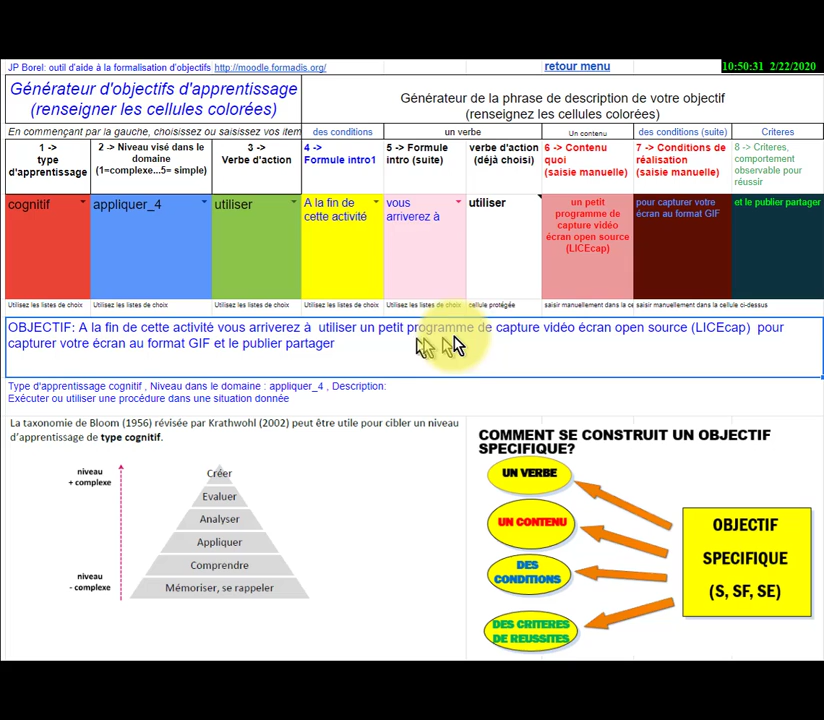 JP Borel: outil d'aide à la formalisation d'objectifs http://moodle.formadis.org/
retour menu
10:50:31 2/22/2020
Générateur d'objectifs d'apprentissage
(renseigner les cellules colorées)
Générateur de la phrase de description de votre objectif
(renseignez les cellules colorées)
En commençant par la gauche, choisissez ou saisissez vos item
des conditions
un verbe
Un contenu
des conditions (suite)
Criteres
1 ->
type
d'apprentissage
2 -> Niveau visé dans le
domaine
(1=complexe...5= simple)
3 ->
Verbe d'action
4 ->
Formule intro1
5 -> Formule
intro (suite)
verbe d'action
(déjà choisi)
6 -> Contenu
quoi
(saisie manuelle)
7 -> Conditions de
réalisation
(saisie manuelle)
8 -> Criteres,
comportement
observable pour
réussir
cognitif
appliquer_4
utiliser
A la fin de
cette activité
vous
arriverez à
utiliser
un petit
programme de
capture vidéo
écran open source
(LICEcap)
pour capturer votre
écran au format GIF
et le publier partager
Utilisez les listes de choix
Utilisez les listes de choix
Utilisez les listes de choix
Utilisez les listes de choix
Utilisez les listes de choix
cellule protégée
saisir manuellement dans la ce
saisir manuellement dans la cellule ci-dessus
OBJECTIF: A la fin de cette activité vous arriverez à utiliser un petit programme de capture vidéo écran open source (LICEcap) pour
capturer votre écran au format GIF et le publier partager
Type d'apprentissage cognitif , Niveau dans le domaine : appliquer_4 , Description:
Exécuter ou utiliser une procédure dans une situation donnée
La taxonomie de Bloom (1956) révisée par Krathwohl (2002) peut être utile pour cibler un niveau
d'apprentissage de type cognitif.
niveau
+ complexe
Créer
Evaluer
Analyser
Appliquer
Comprendre
Mémoriser, se rappeler
niveau
- complexe
COMMENT SE CONSTRUIT UN OBJECTIF
SPECIFIQUE?
UN VERBE
UN CONTENU
DES
CONDITIONS
DES CRITERES
DE REUSSITES
OBJECTIF
SPECIFIQUE
(S, SF, SE)